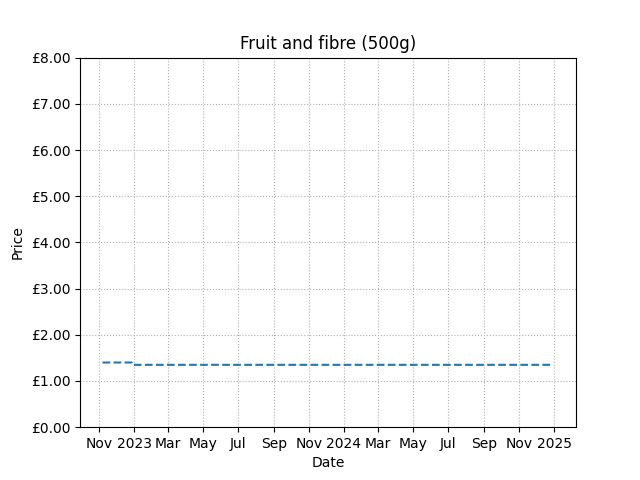 Fruit and fibre (500g)
£8.00
£7.00
£6.00
£5.00
£4.00
£3.00
£2.00
£1.00
£0.00
Price
Nov 2023 Mar May Jul Sep Nov 2024 Mar May Jul Sep Nov 2025
Date